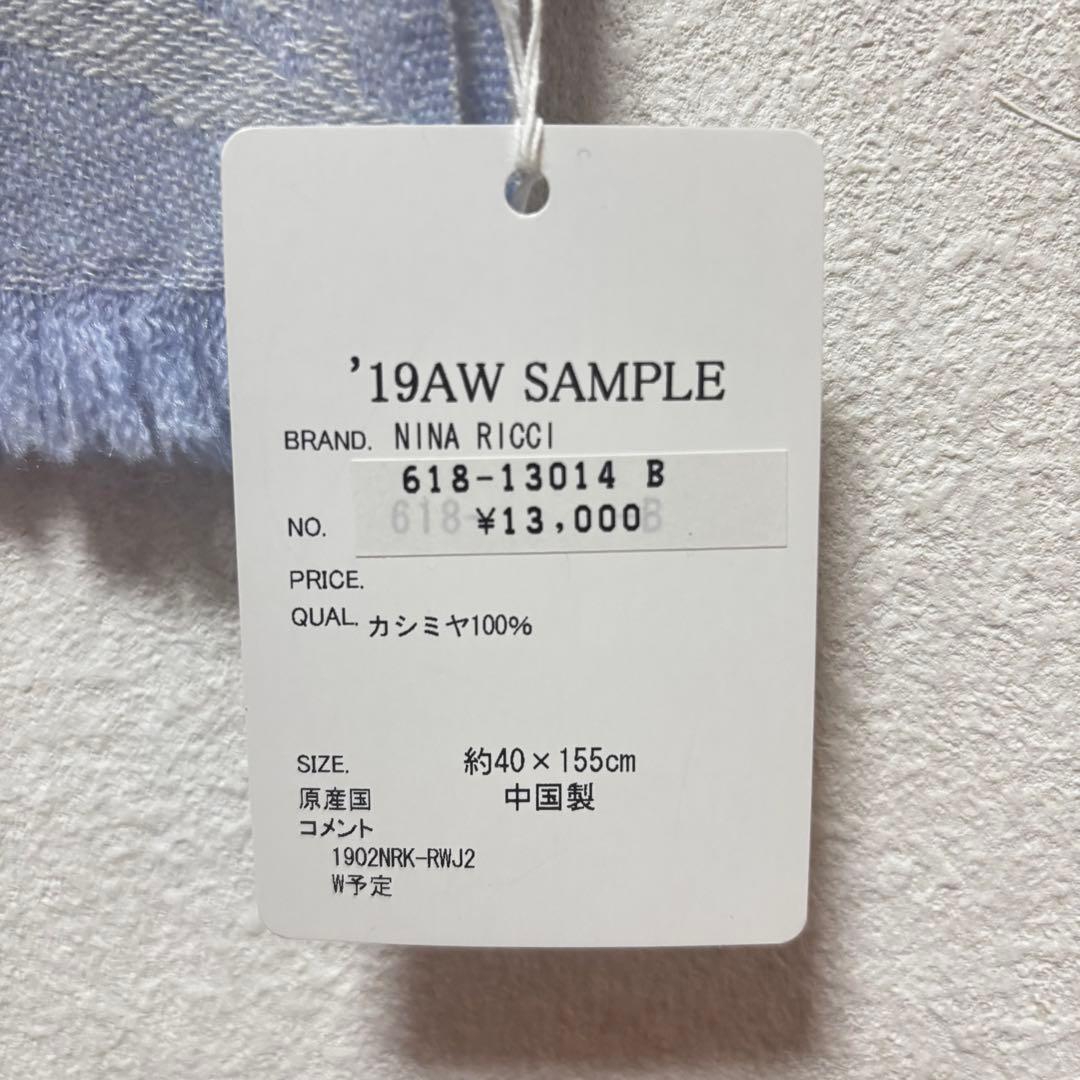 ’19AW SAMPLE
BRAND. NINA RICCI
618-13014 B
NO. 618- ¥13,000 B
PRICE.
QUAL. カシミヤ100%
SIZE. 約40×155cm
原産国 中国製
コメント
1902NRK-RWJ2
W予定